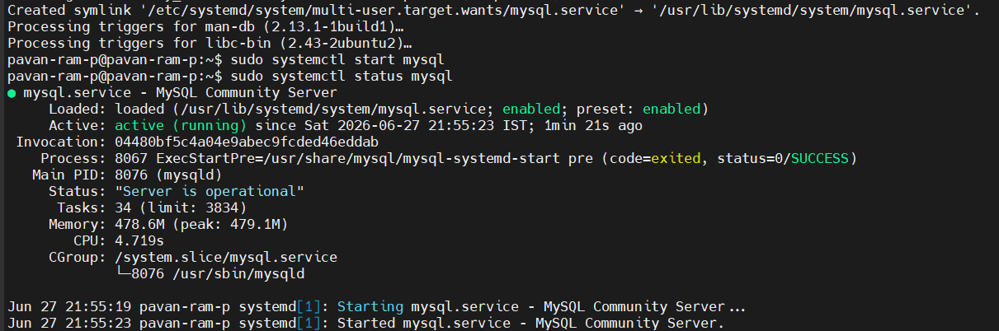 Created symlink '/etc/systemd/system/multi-user.target.wants/mysql.service' → '/usr/lib/systemd/system/mysql.service'.
Processing triggers for man-db (2.13.1-1build1)…
Processing triggers for libc-bin (2.43-2ubuntu2)…
pavan-ram-p@pavan-ram-p:~$ sudo systemctl start mysql
pavan-ram-p@pavan-ram-p:~$ sudo systemctl status mysql
● mysql.service - MySQL Community Server
     Loaded: loaded (/usr/lib/systemd/system/mysql.service; enabled; preset: enabled)
     Active: active (running) since Sat 2026-06-27 21:55:23 IST; 1min 21s ago
 Invocation: 04480bf5c4a04e9abec9fcded46eddab
    Process: 8067 ExecStartPre=/usr/share/mysql/mysql-systemd-start pre (code=exited, status=0/SUCCESS)
   Main PID: 8076 (mysqld)
     Status: "Server is operational"
      Tasks: 34 (limit: 3834)
     Memory: 478.6M (peak: 479.1M)
        CPU: 4.719s
     CGroup: /system.slice/mysql.service
             └─8076 /usr/sbin/mysqld

Jun 27 21:55:19 pavan-ram-p systemd[1]: Starting mysql.service - MySQL Community Server...
Jun 27 21:55:23 pavan-ram-p systemd[1]: Started mysql.service - MySQL Community Server.